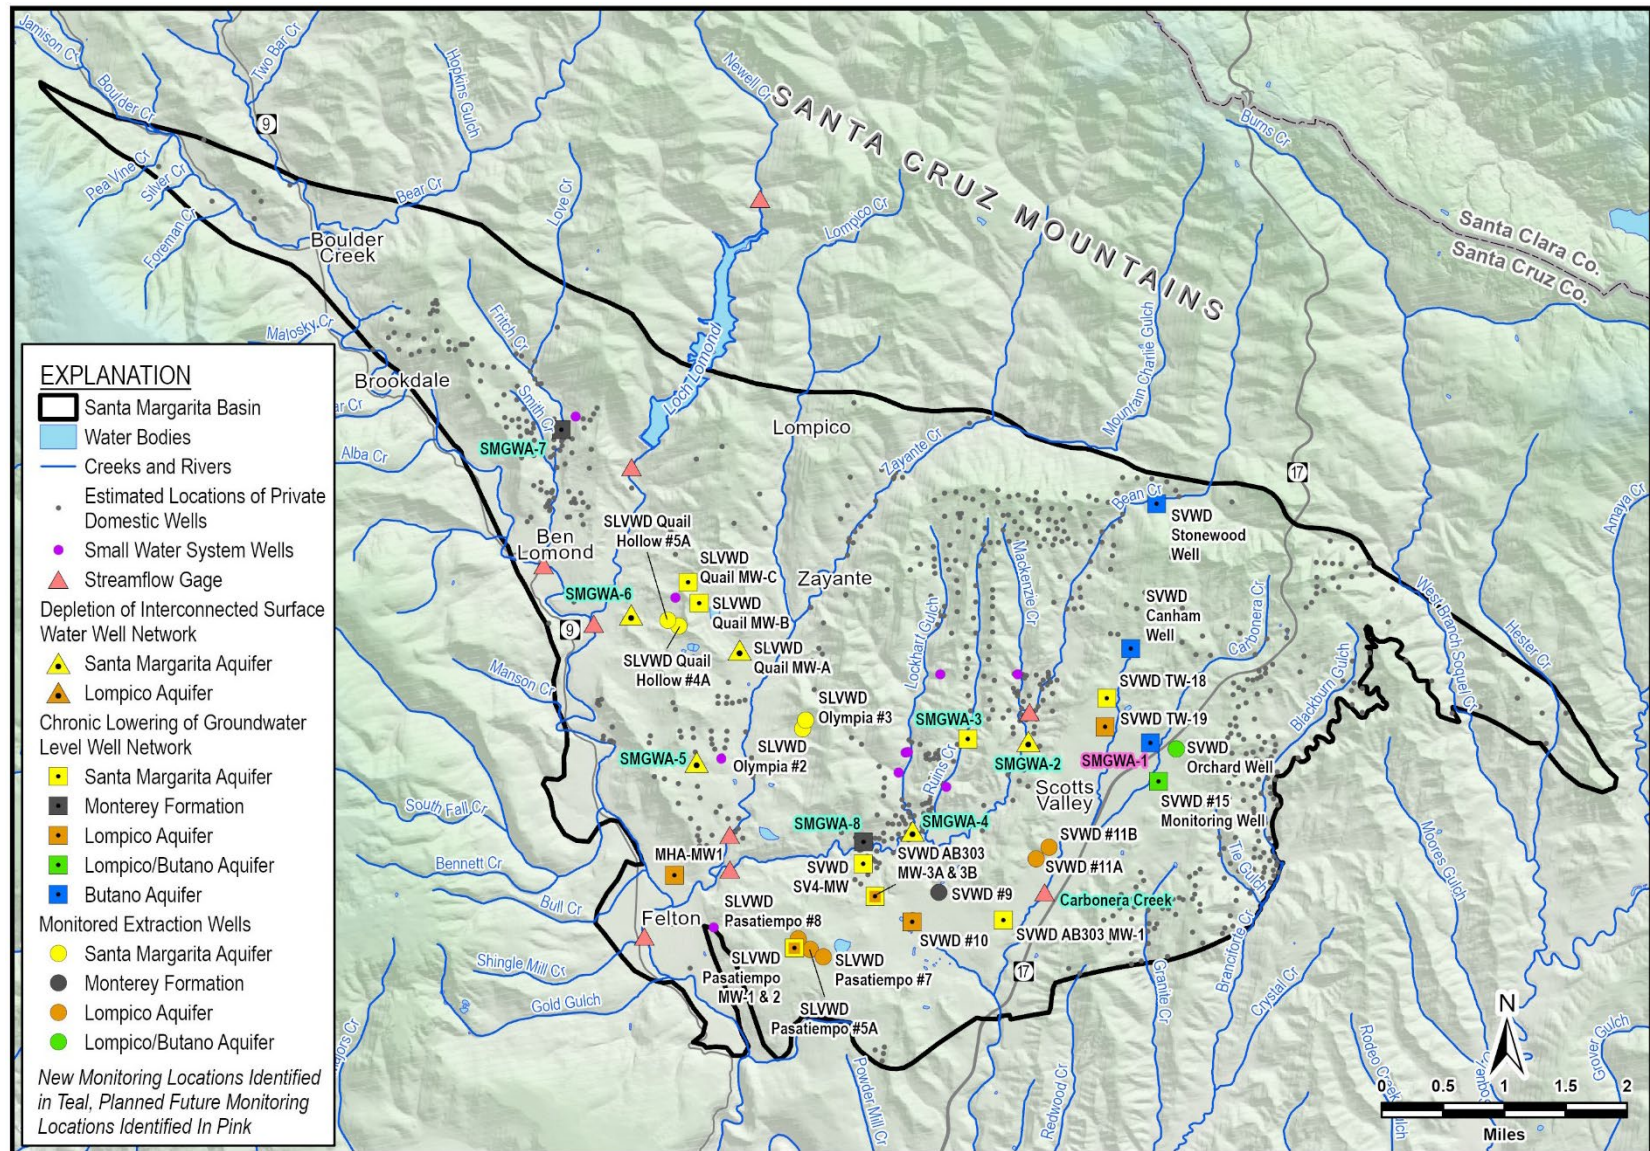 Jamison Cr
Two Bar Cr
Hopkins Gulch
Newell Cr
Boulder Cr
9
SANTA CRUZ MOUNTAINS
Burns Cr
Pea Vine Cr
Silver Cr
Bear Cr
Love Cr
Foreman Cr
Lompico Cr
Boulder
Creek
Santa Clara Co.
Santa Cruz Co.
Malosky Cr
Fritch Cr
Loch Lomond
Mountain Charlie Gulch
Brookdale
Smith Cr
Lompico
Zayante Cr
SMGWA-7
Alba Cr
17
Bean Cr
Amaya Cr
SVWD
Stonewood
Well
Ben
Lomond
SLVWD Quail
Hollow #5A
SLVWD
Quail MW-C
Zayante
Mackenzie Cr
Lockhart Gulch
SMGWA-6
SLVWD
Quail MW-B
SVWD
Canham
Well
Carbonera Cr
West Branch Soquel Cr
Hester Cr
9
SLVWD Quail
Hollow #4A
SLVWD
Quail MW-A
Manson Cr
Blackburn Gulch
SVWD TW-18
SLVWD
Olympia #3
SMGWA-3
SVWD TW-19
SMGWA-5
SLVWD
Olympia #2
SMGWA-2
SMGWA-1
SVWD
Orchard Well
Ruins Cr
Scotts
Valley
SVWD #15
Monitoring Well
South Fall Cr
SMGWA-8
SMGWA-4
Moores Gulch
Bennett Cr
MHA-MW1
SVWD
SV4-MW
SVWD AB303
MW-3A & 3B
SVWD #11B
SVWD #11A
Tie Gulch
SVWD #9
Carbonera Creek
Bull Cr
Felton
SLVWD
Pasatiempo #8
SVWD #10
SVWD AB303 MW-1
Branciforte Cr
Shingle Mill Cr
SLVWD
Pasatiempo
MW-1 & 2
SLVWD
Pasatiempo #7
17
Granite Cr
Crystal Cr
Gold Gulch
SLVWD
Pasatiempo #5A
Powder Mill Cr
Redwood Cr
Grover Gulch
EXPLANATION
Santa Margarita Basin
Water Bodies
Creeks and Rivers
Estimated Locations of Private
Domestic Wells
Small Water System Wells
Streamflow Gage
Depletion of Interconnected Surface
Water Well Network
Santa Margarita Aquifer
Lompico Aquifer
Chronic Lowering of Groundwater
Level Well Network
Santa Margarita Aquifer
Monterey Formation
Lompico Aquifer
Lompico/Butano Aquifer
Butano Aquifer
Monitored Extraction Wells
Santa Margarita Aquifer
Monterey Formation
Lompico Aquifer
Lompico/Butano Aquifer
New Monitoring Locations Identified
in Teal, Planned Future Monitoring
Locations Identified In Pink
N
0 0.5 1 1.5 2
Miles